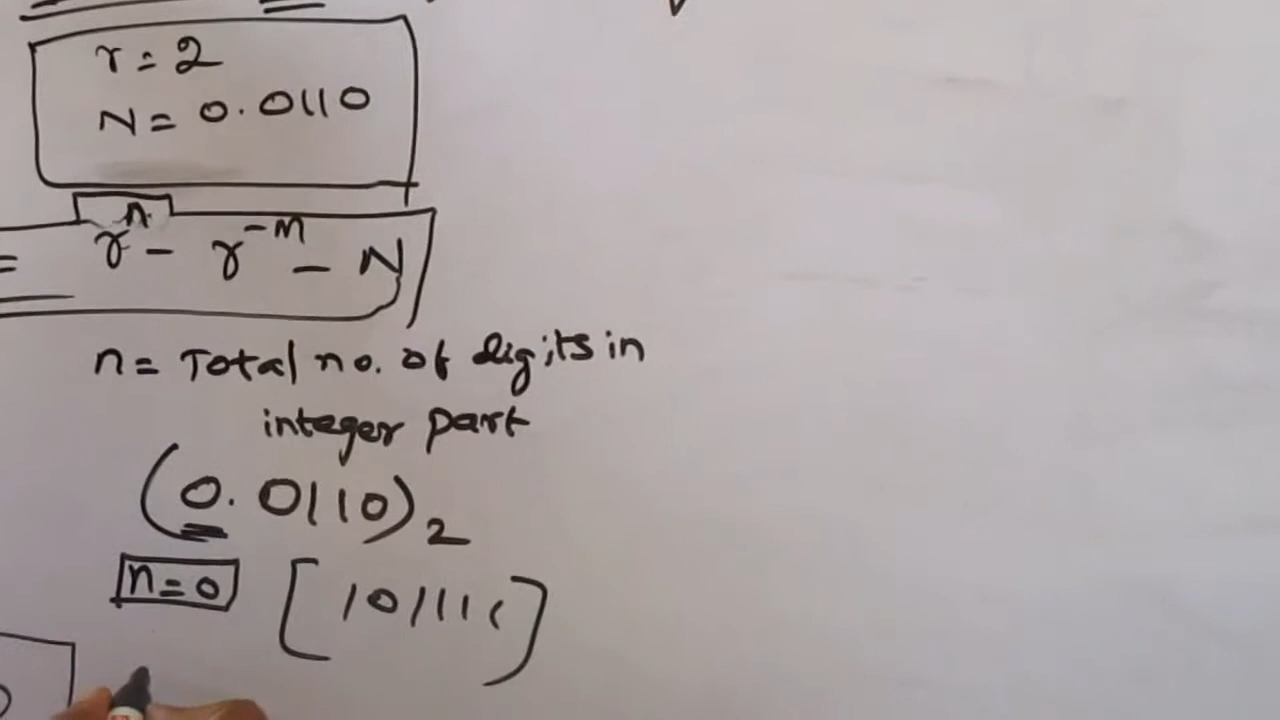 r = 2
N = 0.0110
= r^n - r^-m - N
n = Total no. of digits in
integer part
(0.0110)₂
n = 0 [10111(]